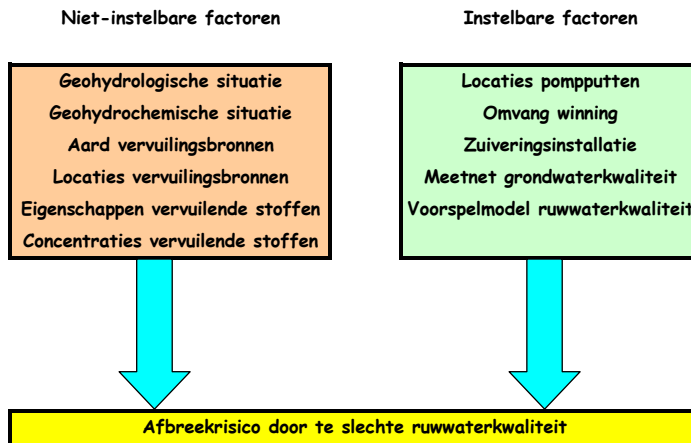 Niet-instelbare factoren
Geohydrologische situatie
Geohydrochemische situatie
Aard vervuilingsbronnen
Locaties vervuilingsbronnen
Eigenschappen vervuilende stoffen
Concentraties vervuilende stoffen
Instelbare factoren
Locaties pompputten
Omvang winning
Zuiveringsinstallatie
Meetnet grondwaterkwaliteit
Voorspelmodel ruwwaterkwaliteit
Afbreekrisico door te slechte ruwwaterkwaliteit